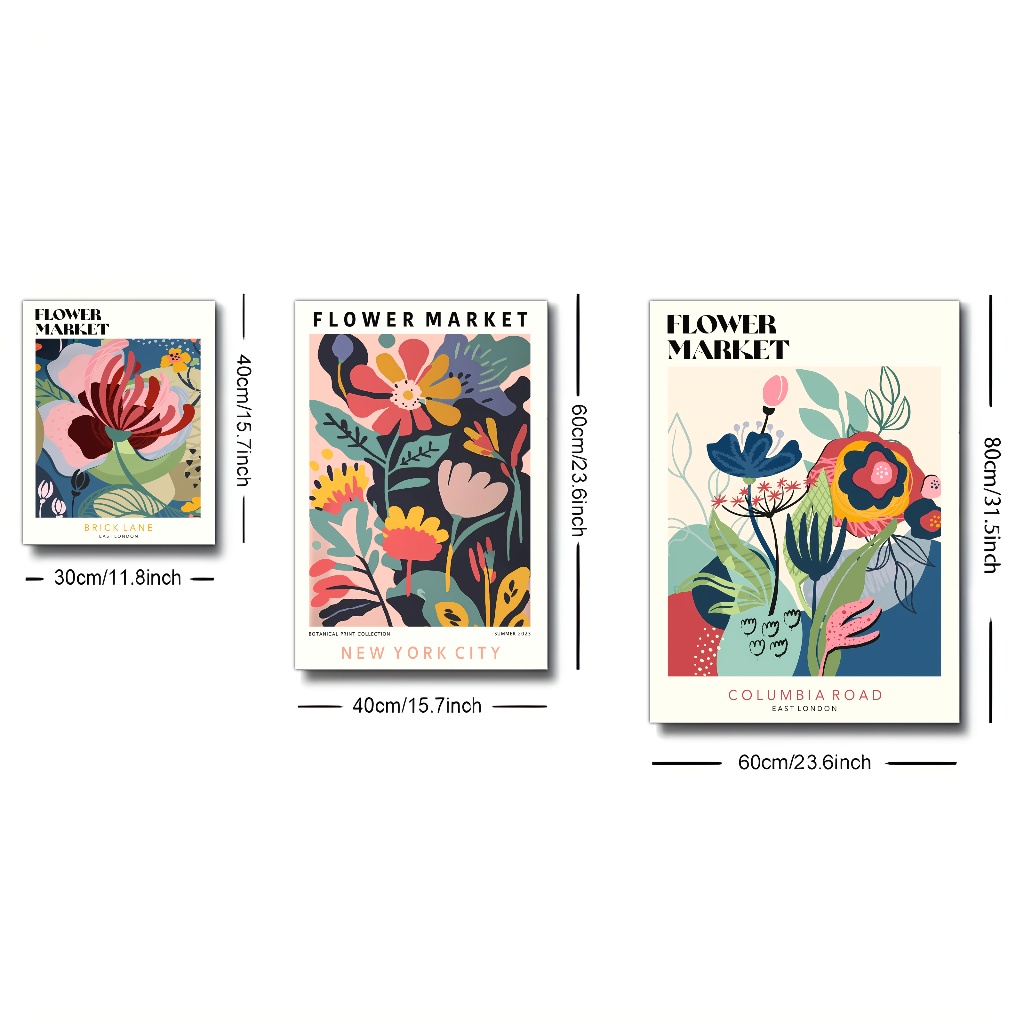 FLOWER
MARKET
BRICK LANE
EAST LONDON
40cm/15.7inch
30cm/11.8inch
FLOWER MARKET
BOTANICAL PRINT COLLECTION
SUMMER 2023
NEW YORK CITY
60cm/23.6inch
40cm/15.7inch
FLOWER
MARKET
COLUMBIA ROAD
EAST LONDON
80cm/31.5inch
60cm/23.6inch